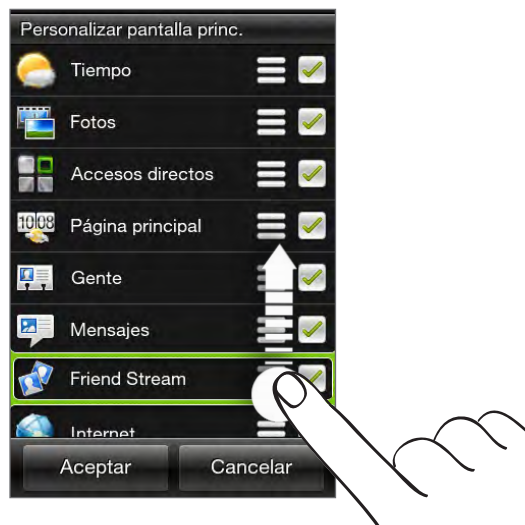 Personalizar pantalla princ.
Tiempo
Fotos
Accesos directos
10 08 Página principal
Gente
Mensajes
Friend Stream
Internet
Aceptar Cancelar